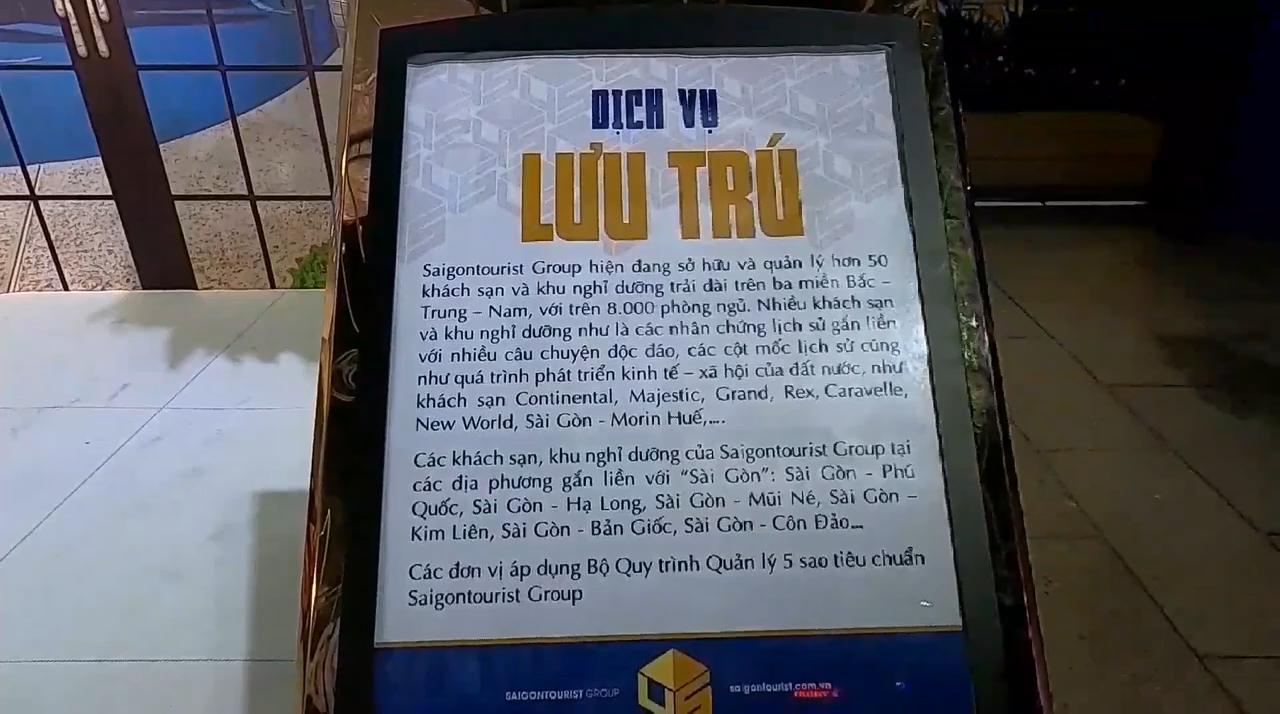 DỊCH VỤ
LƯU TRÚ
Saigontourist Group hiện đang sở hữu và quản lý hơn 50
khách sạn và khu nghỉ dưỡng trải dài trên ba miền Bắc –
Trung – Nam, với trên 8.000 phòng ngủ. Nhiều khách sạn
và khu nghỉ dưỡng như là các nhân chứng lịch sử gắn liền
với nhiều câu chuyện độc đáo, các cột mốc lịch sử cũng
như quá trình phát triển kinh tế – xã hội của đất nước, như
khách sạn Continental, Majestic, Grand, Rex, Caravelle,
New World, Sài Gòn - Morin Huế,....
Các khách sạn, khu nghỉ dưỡng của Saigontourist Group tại
các địa phương gắn liền với “Sài Gòn”: Sài Gòn - Phú
Quốc, Sài Gòn - Hạ Long, Sài Gòn - Mũi Né, Sài Gòn –
Kim Liên, Sài Gòn - Bản Giốc, Sài Gòn - Côn Đảo...
Các đơn vị áp dụng Bộ Quy trình Quản lý 5 sao tiêu chuẩn
Saigontourist Group
SAIGONTOURIST GROUP
saigontourist.com.vn